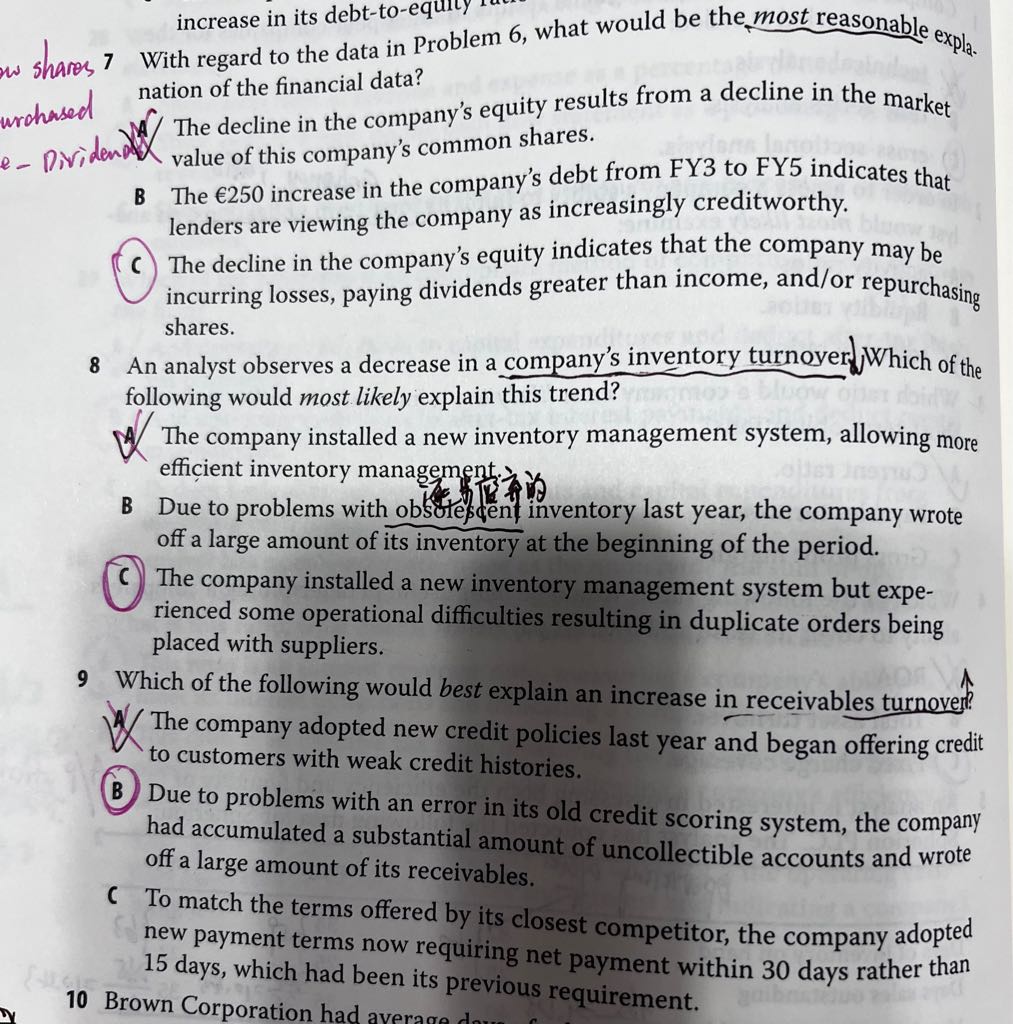 increase in its debt-to-equity
7 With regard to the data in Problem 6, what would be the most reasonable expla-
nation of the financial data?
shares
Dividend
A The decline in the company's equity results from a decline in the market
value of this company's common shares.
B The €250 increase in the company's debt from FY3 to FY5 indicates that
lenders are viewing the company as increasingly creditworthy.
C The decline in the company's equity indicates that the company may be
incurring losses, paying dividends greater than income, and/or repurchasing
shares.
8 An analyst observes a decrease in a company's inventory turnover. Which of the
following would most likely explain this trend?
A The company installed a new inventory management system, allowing more
efficient inventory management.
B Due to problems with obsolescent inventory last year, the company wrote
off a large amount of its inventory at the beginning of the period.
C The company installed a new inventory management system but expe-
rienced some operational difficulties resulting in duplicate orders being
placed with suppliers.
9 Which of the following would best explain an increase in receivables turnover?
A The company adopted new credit policies last year and began offering credit
to customers with weak credit histories.
B Due to problems with an error in its old credit scoring system, the company
had accumulated a substantial amount of uncollectible accounts and wrote
off a large amount of its receivables.
C To match the terms offered by its closest competitor, the company adopted
new payment terms now requiring net payment within 30 days rather than
15 days, which had been its previous requirement.
10 Brown Corporation had average